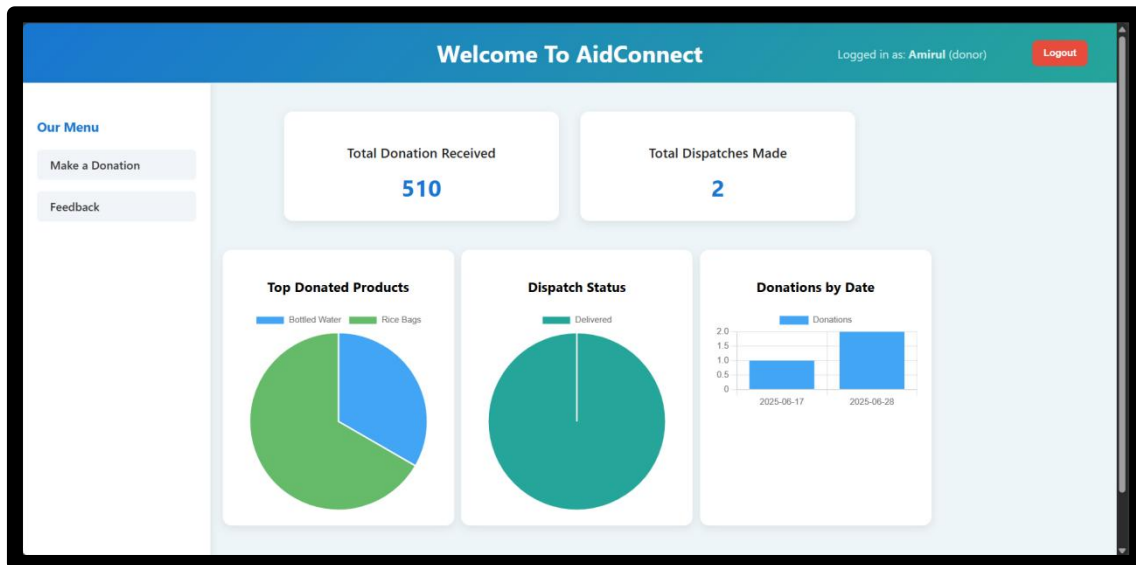 Welcome To AidConnect
Logged in as: Amirul (donor)
Logout
Our Menu
Make a Donation
Feedback
Total Donation Received
510
Total Dispatches Made
2
Top Donated Products
Bottled Water
Rice Bags
Dispatch Status
Delivered
Donations by Date
Donations
2.0
1.5
1.0
0.5
0
2025-06-17
2025-06-28